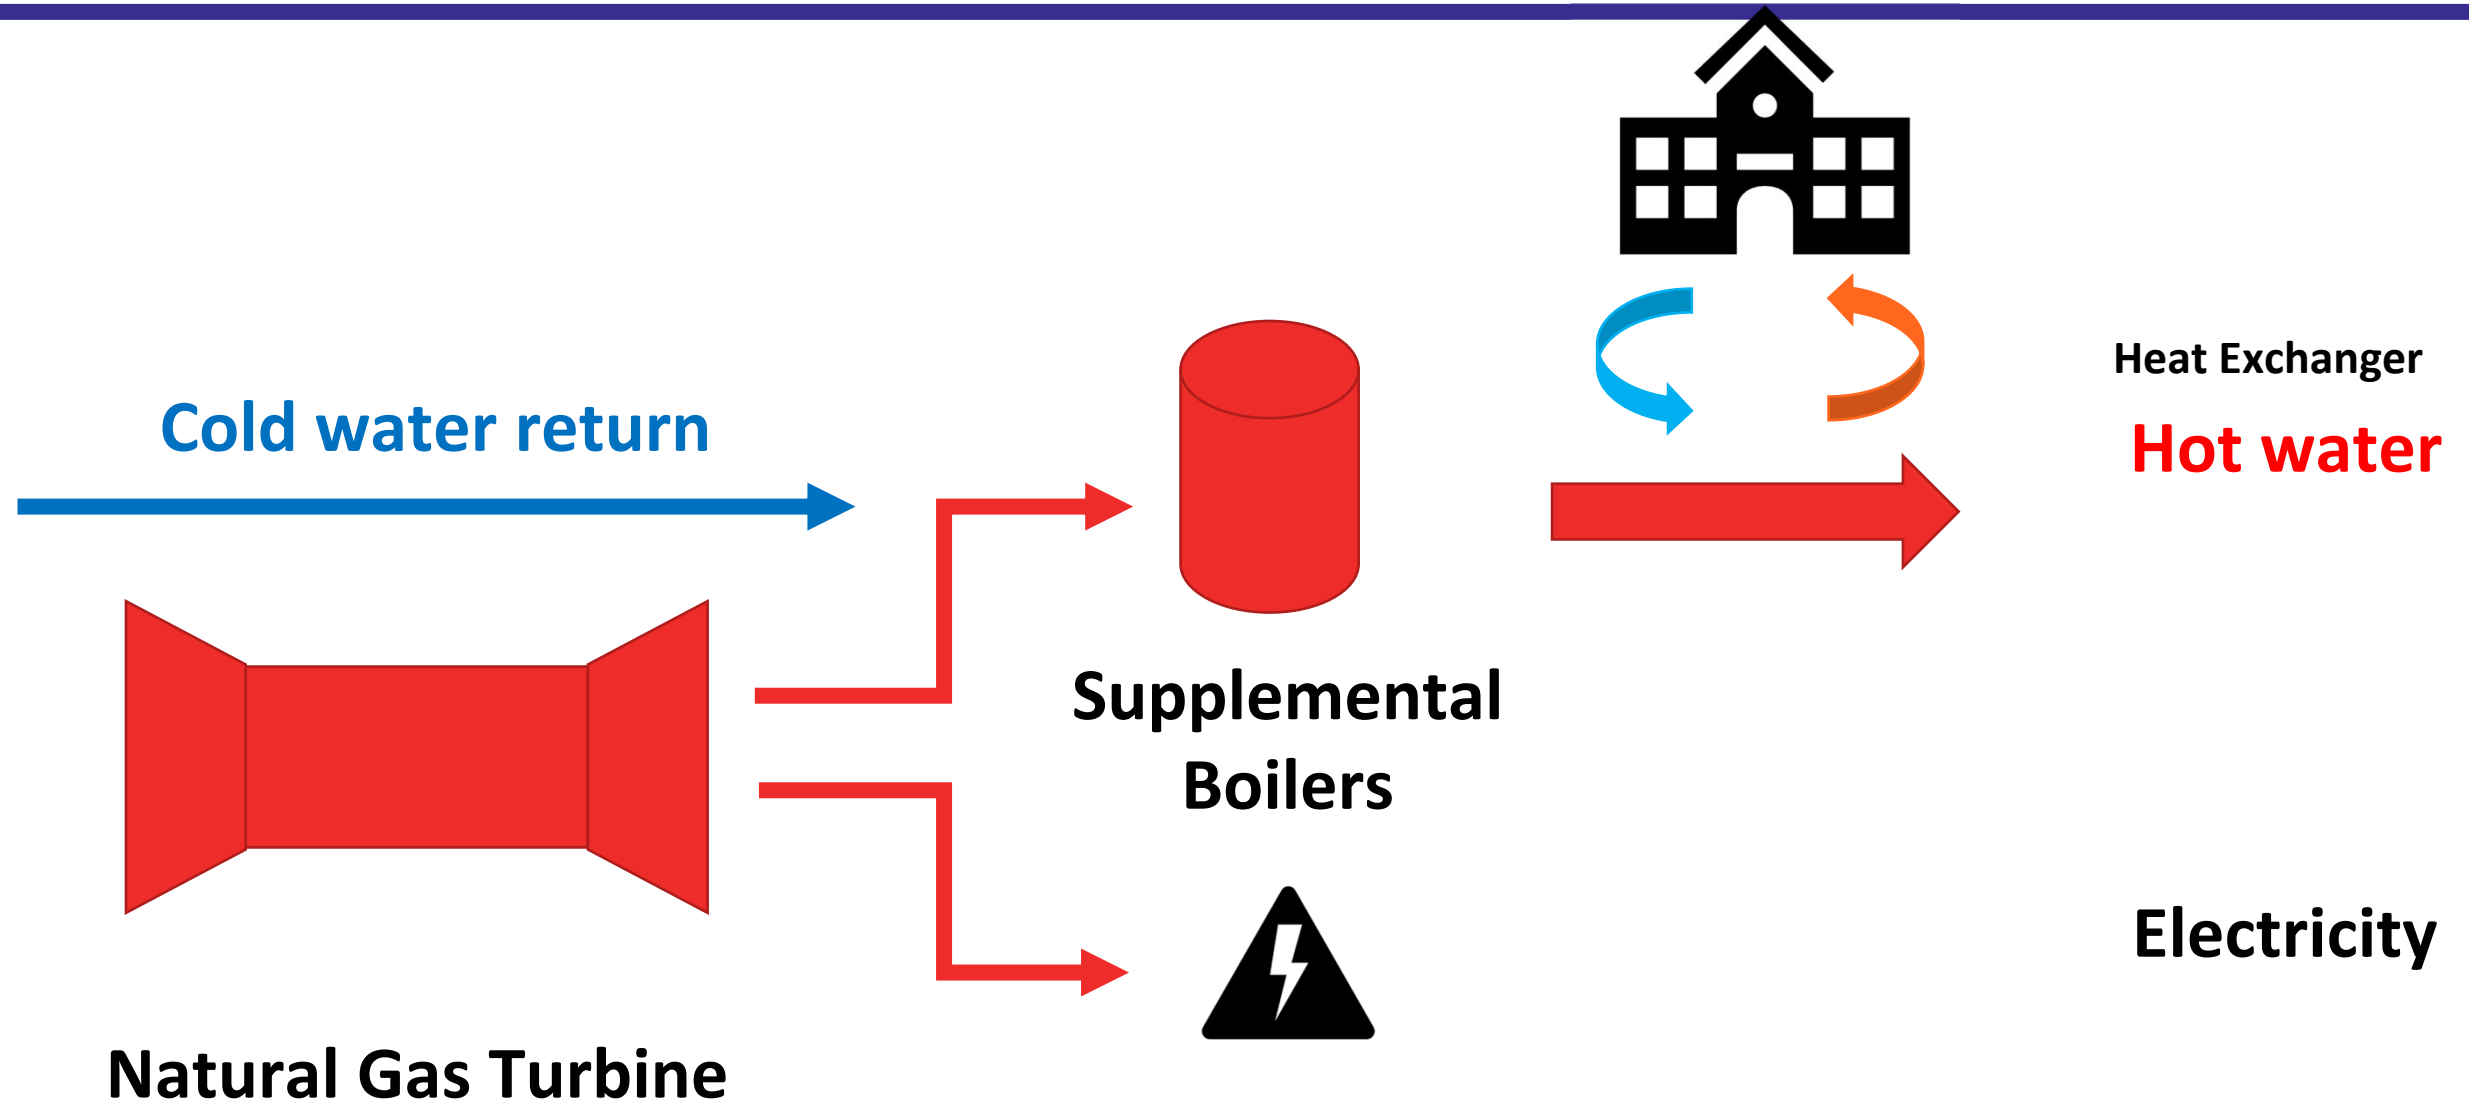 Heat Exchanger
Cold water return
Hot water
Supplemental
Boilers
Electricity
Natural Gas Turbine